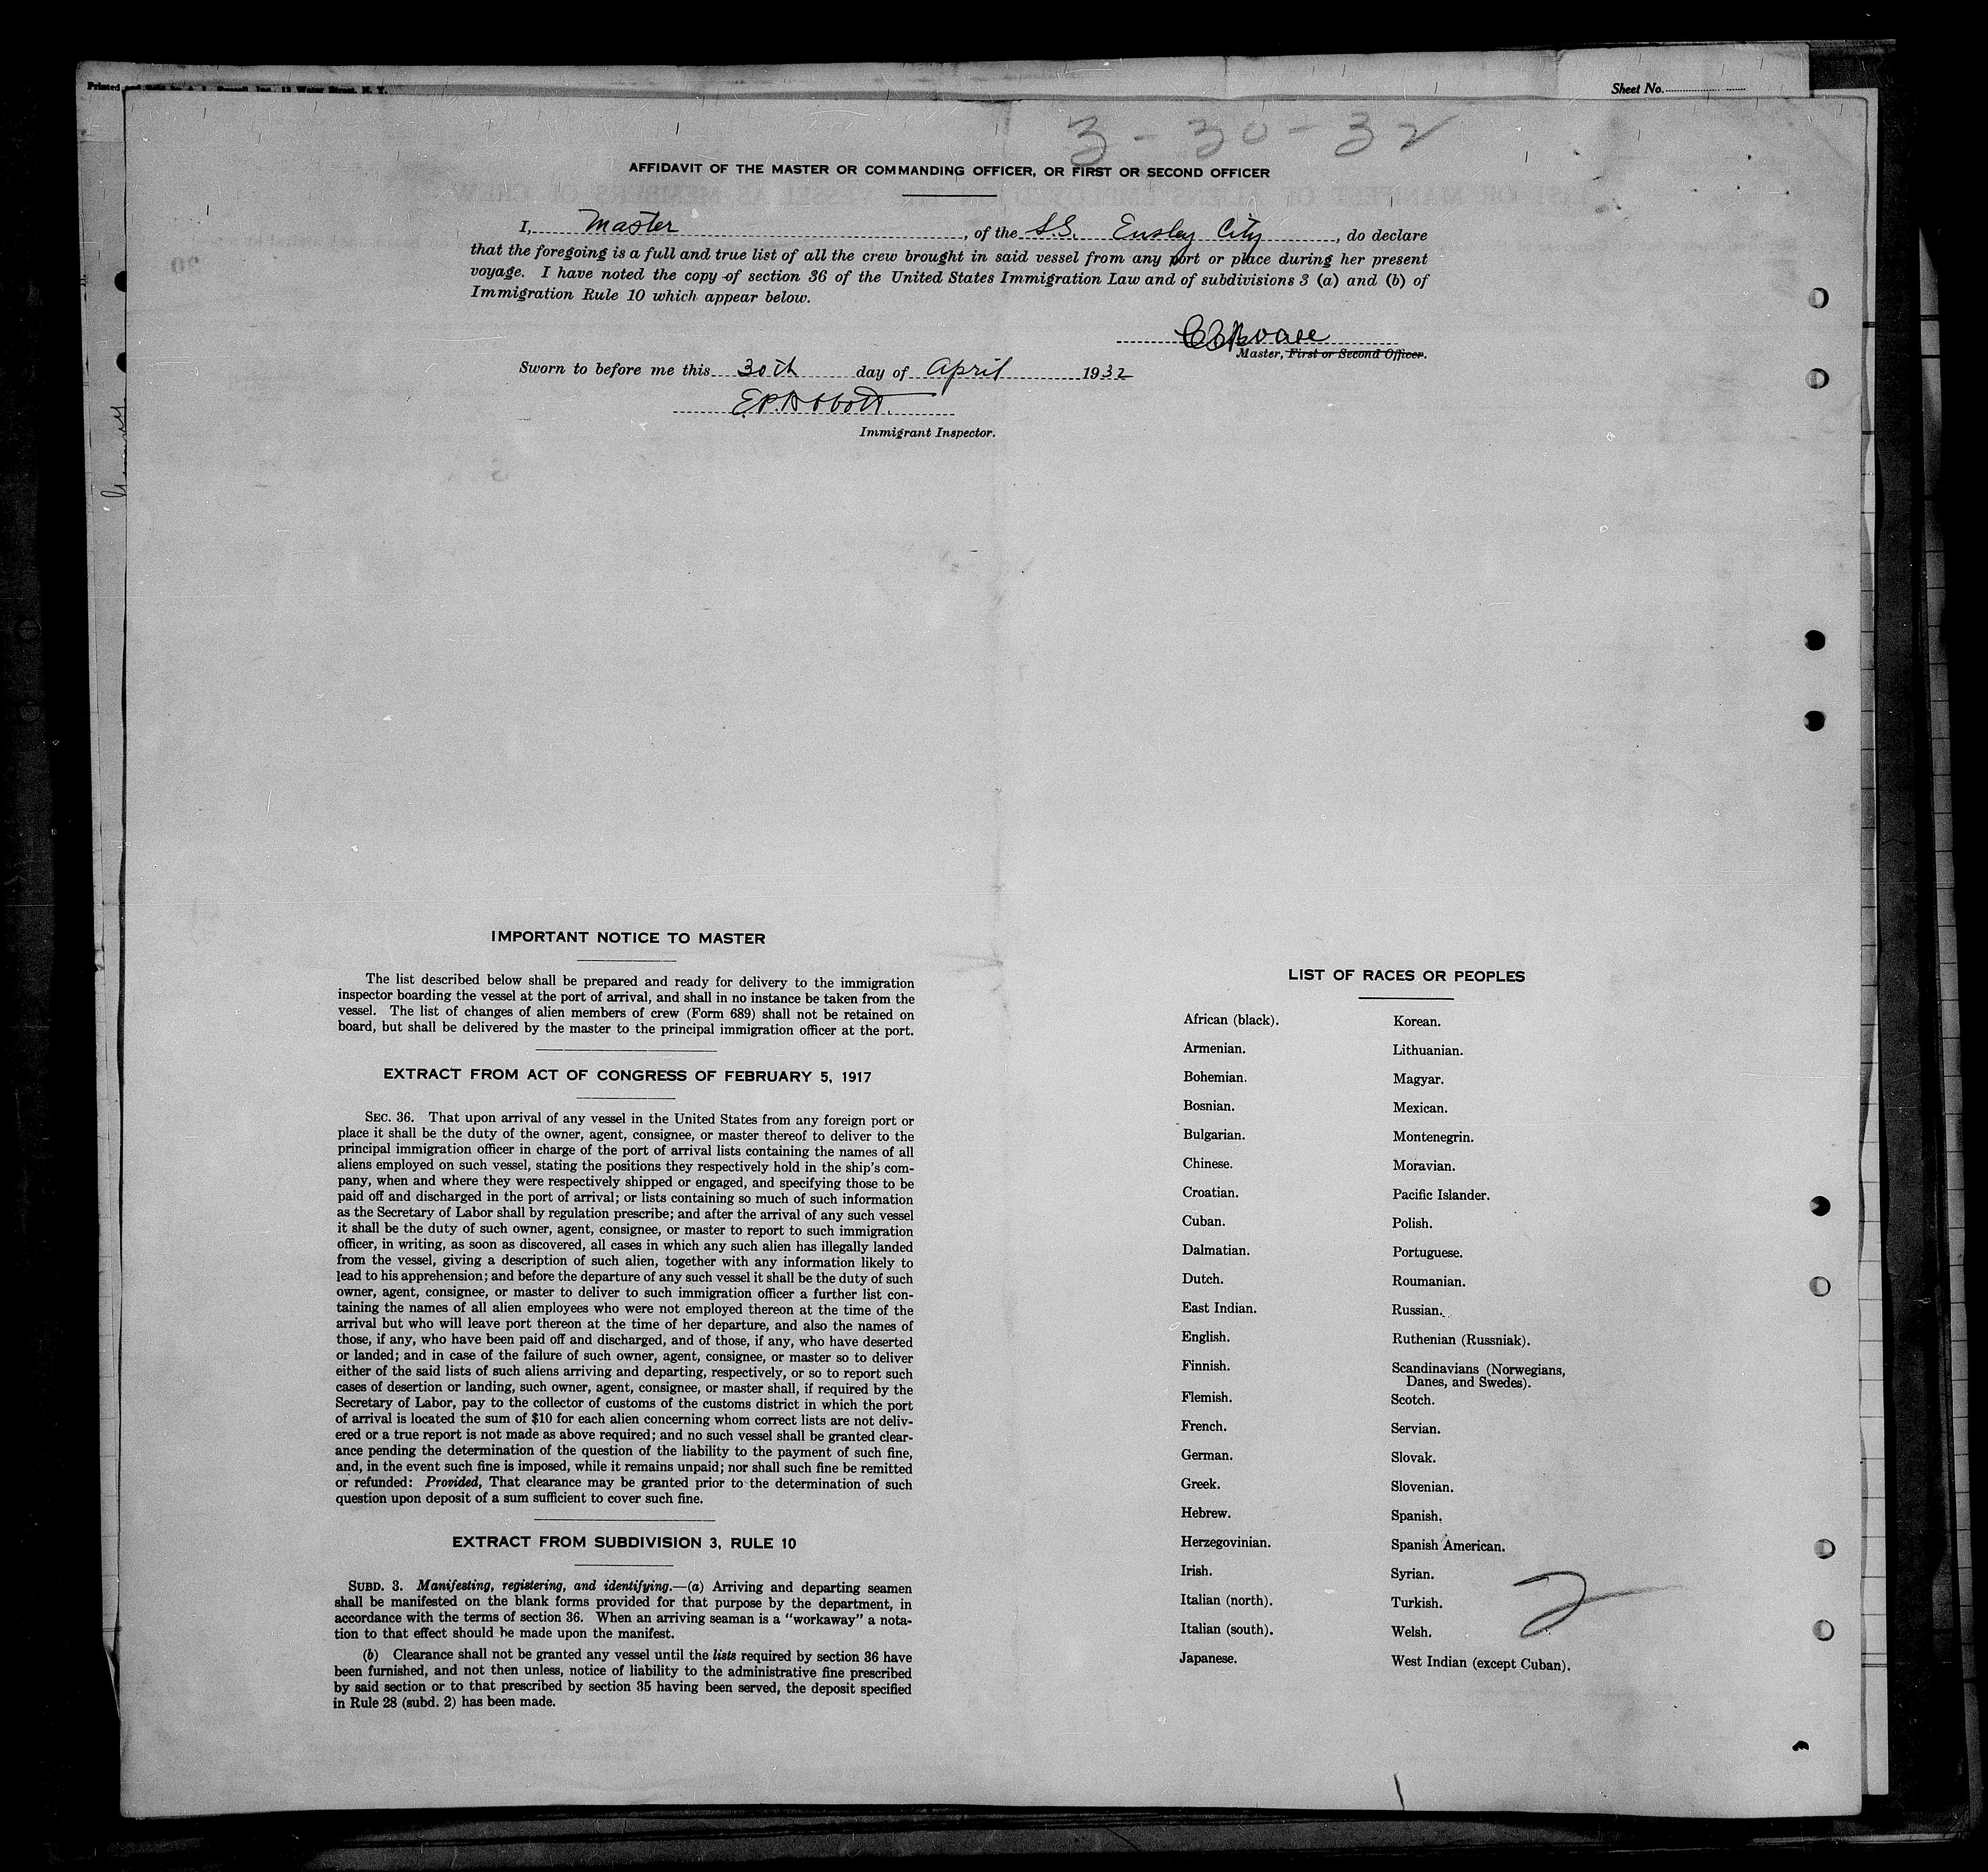 Printed and Sold by A. L. Russell, Inc., 12 Water Street, N. Y.
Sheet No.
3-30-32
AFFIDAVIT OF THE MASTER OR COMMANDING OFFICER, OR FIRST OR SECOND OFFICER
I, Master, of the S.S. Ensley City, do declare
that the foregoing is a full and true list of all the crew brought in said vessel from any port or place during her present
voyage. I have noted the copy of section 36 of the United States Immigration Law and of subdivisions 3 (a) and (b) of
Immigration Rule 10 which appear below.
Master, First or Second Officer.
Sworn to before me this 30th day of April 1932
E.P. Abbott.
Immigrant Inspector.
IMPORTANT NOTICE TO MASTER
The list described below shall be prepared and ready for delivery to the immigration
inspector boarding the vessel at the port of arrival, and shall in no instance be taken from the
vessel. The list of changes of alien members of crew (Form 689) shall not be retained on
board, but shall be delivered by the master to the principal immigration officer at the port.
EXTRACT FROM ACT OF CONGRESS OF FEBRUARY 5, 1917
SEC. 36. That upon arrival of any vessel in the United States from any foreign port or
place it shall be the duty of the owner, agent, consignee, or master thereof to deliver to the
principal immigration officer in charge of the port of arrival lists containing the names of all
aliens employed on such vessel, stating the positions they respectively hold in the ship's com-
pany, when and where they were respectively shipped or engaged, and specifying those to be
paid off and discharged in the port of arrival; or lists containing so much of such information
as the Secretary of Labor shall by regulation prescribe; and after the arrival of any such vessel
it shall be the duty of such owner, agent, consignee, or master to report to such immigration
officer, in writing, as soon as discovered, all cases in which any such alien has illegally landed
from the vessel, giving a description of such alien, together with any information likely to
lead to his apprehension; and before the departure of any such vessel it shall be the duty of such
owner, agent, consignee, or master to deliver to such immigration officer a further list con-
taining the names of all alien employees who were not employed thereon at the time of the
arrival but who will leave port thereon at the time of her departure, and also the names of
those, if any, who have been paid off and discharged, and of those, if any, who have deserted
or landed; and in case of the failure of such owner, agent, consignee, or master so to deliver
either of the said lists of such aliens arriving and departing, respectively, or so to report such
cases of desertion or landing, such owner, agent, consignee, or master shall, if required by the
Secretary of Labor, pay to the collector of customs of the customs district in which the port
of arrival is located the sum of $10 for each alien concerning whom correct lists are not deliv-
ered or a true report is not made as above required; and no such vessel shall be granted clear-
ance pending the determination of the question of the liability to the payment of such fine,
and, in the event such fine is imposed, while it remains unpaid; nor shall such fine be remitted
or refunded: Provided, That clearance may be granted prior to the determination of such
question upon deposit of a sum sufficient to cover such fine.
EXTRACT FROM SUBDIVISION 3, RULE 10
SUBD. 3. Manifesting, registering, and identifying.—(a) Arriving and departing seamen
shall be manifested on the blank forms provided for that purpose by the department, in
accordance with the terms of section 36. When an arriving seaman is a "workaway" a nota-
tion to that effect should be made upon the manifest.
(b) Clearance shall not be granted any vessel until the lists required by section 36 have
been furnished, and not then unless, notice of liability to the administrative fine prescribed
by said section or to that prescribed by section 35 having been served, the deposit specified
in Rule 28 (subd. 2) has been made.
LIST OF RACES OR PEOPLES
African (black).
Armenian.
Bohemian.
Bosnian.
Bulgarian.
Chinese.
Croatian.
Cuban.
Dalmatian.
Dutch.
East Indian.
English.
Finnish.
Flemish.
French.
German.
Greek.
Hebrew.
Herzegovinian.
Irish.
Italian (north).
Italian (south).
Japanese.
Korean.
Lithuanian.
Magyar.
Mexican.
Montenegrin.
Moravian.
Pacific Islander.
Polish.
Portuguese.
Roumanian.
Russian.
Ruthenian (Russniak).
Scandinavians (Norwegians,
Danes, and Swedes).
Scotch.
Servian.
Slovak.
Slovenian.
Spanish.
Spanish American.
Syrian.
Turkish.
Welsh.
West Indian (except Cuban).
2